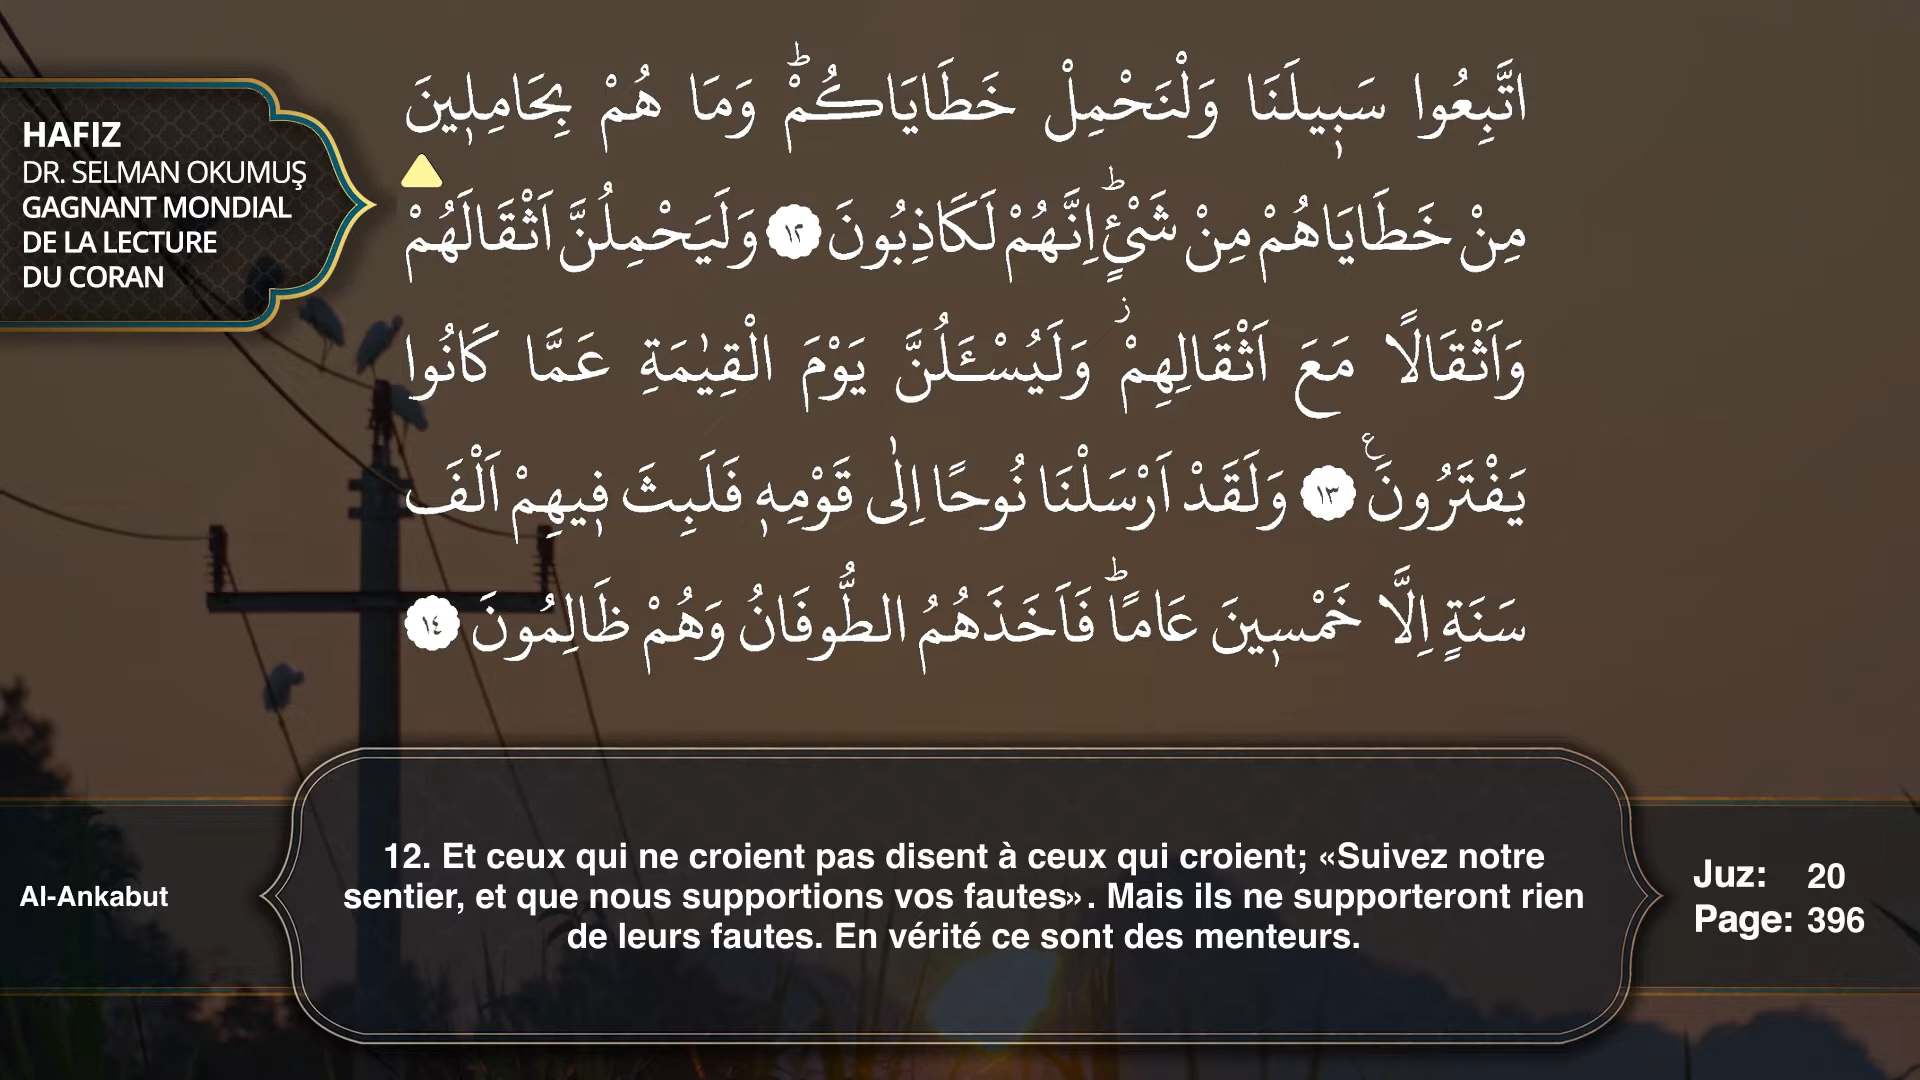 HAFIZ
DR. SELMAN OKUMUŞ
GAGNANT MONDIAL
DE LA LECTURE
DU CORAN
اتَّبِعُوا سَبٖيلَنَا وَلْنَحْمِلْ خَطَايَاكُمْؕ وَمَا هُمْ بِحَامِلٖينَ
مِنْ خَطَايَاهُمْ مِنْ شَيْءٍؕ اِنَّهُمْ لَكَاذِبُونَ ١٢ وَلَيَحْمِلُنَّ اَثْقَالَهُمْ
وَاَثْقَالًا مَعَ اَثْقَالِهِمْؗ وَلَيُسْـَٔلُنَّ يَوْمَ الْقِيٰمَةِ عَمَّا كَانُوا
يَفْتَرُونَࣖ ١٣ وَلَقَدْ اَرْسَلْنَا نُوحًا اِلٰى قَوْمِهٖ فَلَبِثَ فٖيهِمْ اَلْفَ
سَنَةٍ اِلَّا خَمْسٖينَ عَامًاؕ فَاَخَذَهُمُ الطُّوفَانُ وَهُمْ ظَالِمُونَ ١٤
12. Et ceux qui ne croient pas disent à ceux qui croient; «Suivez notre
sentier, et que nous supportions vos fautes». Mais ils ne supporteront rien
de leurs fautes. En vérité ce sont des menteurs.
Al-Ankabut
Juz: 20
Page: 396